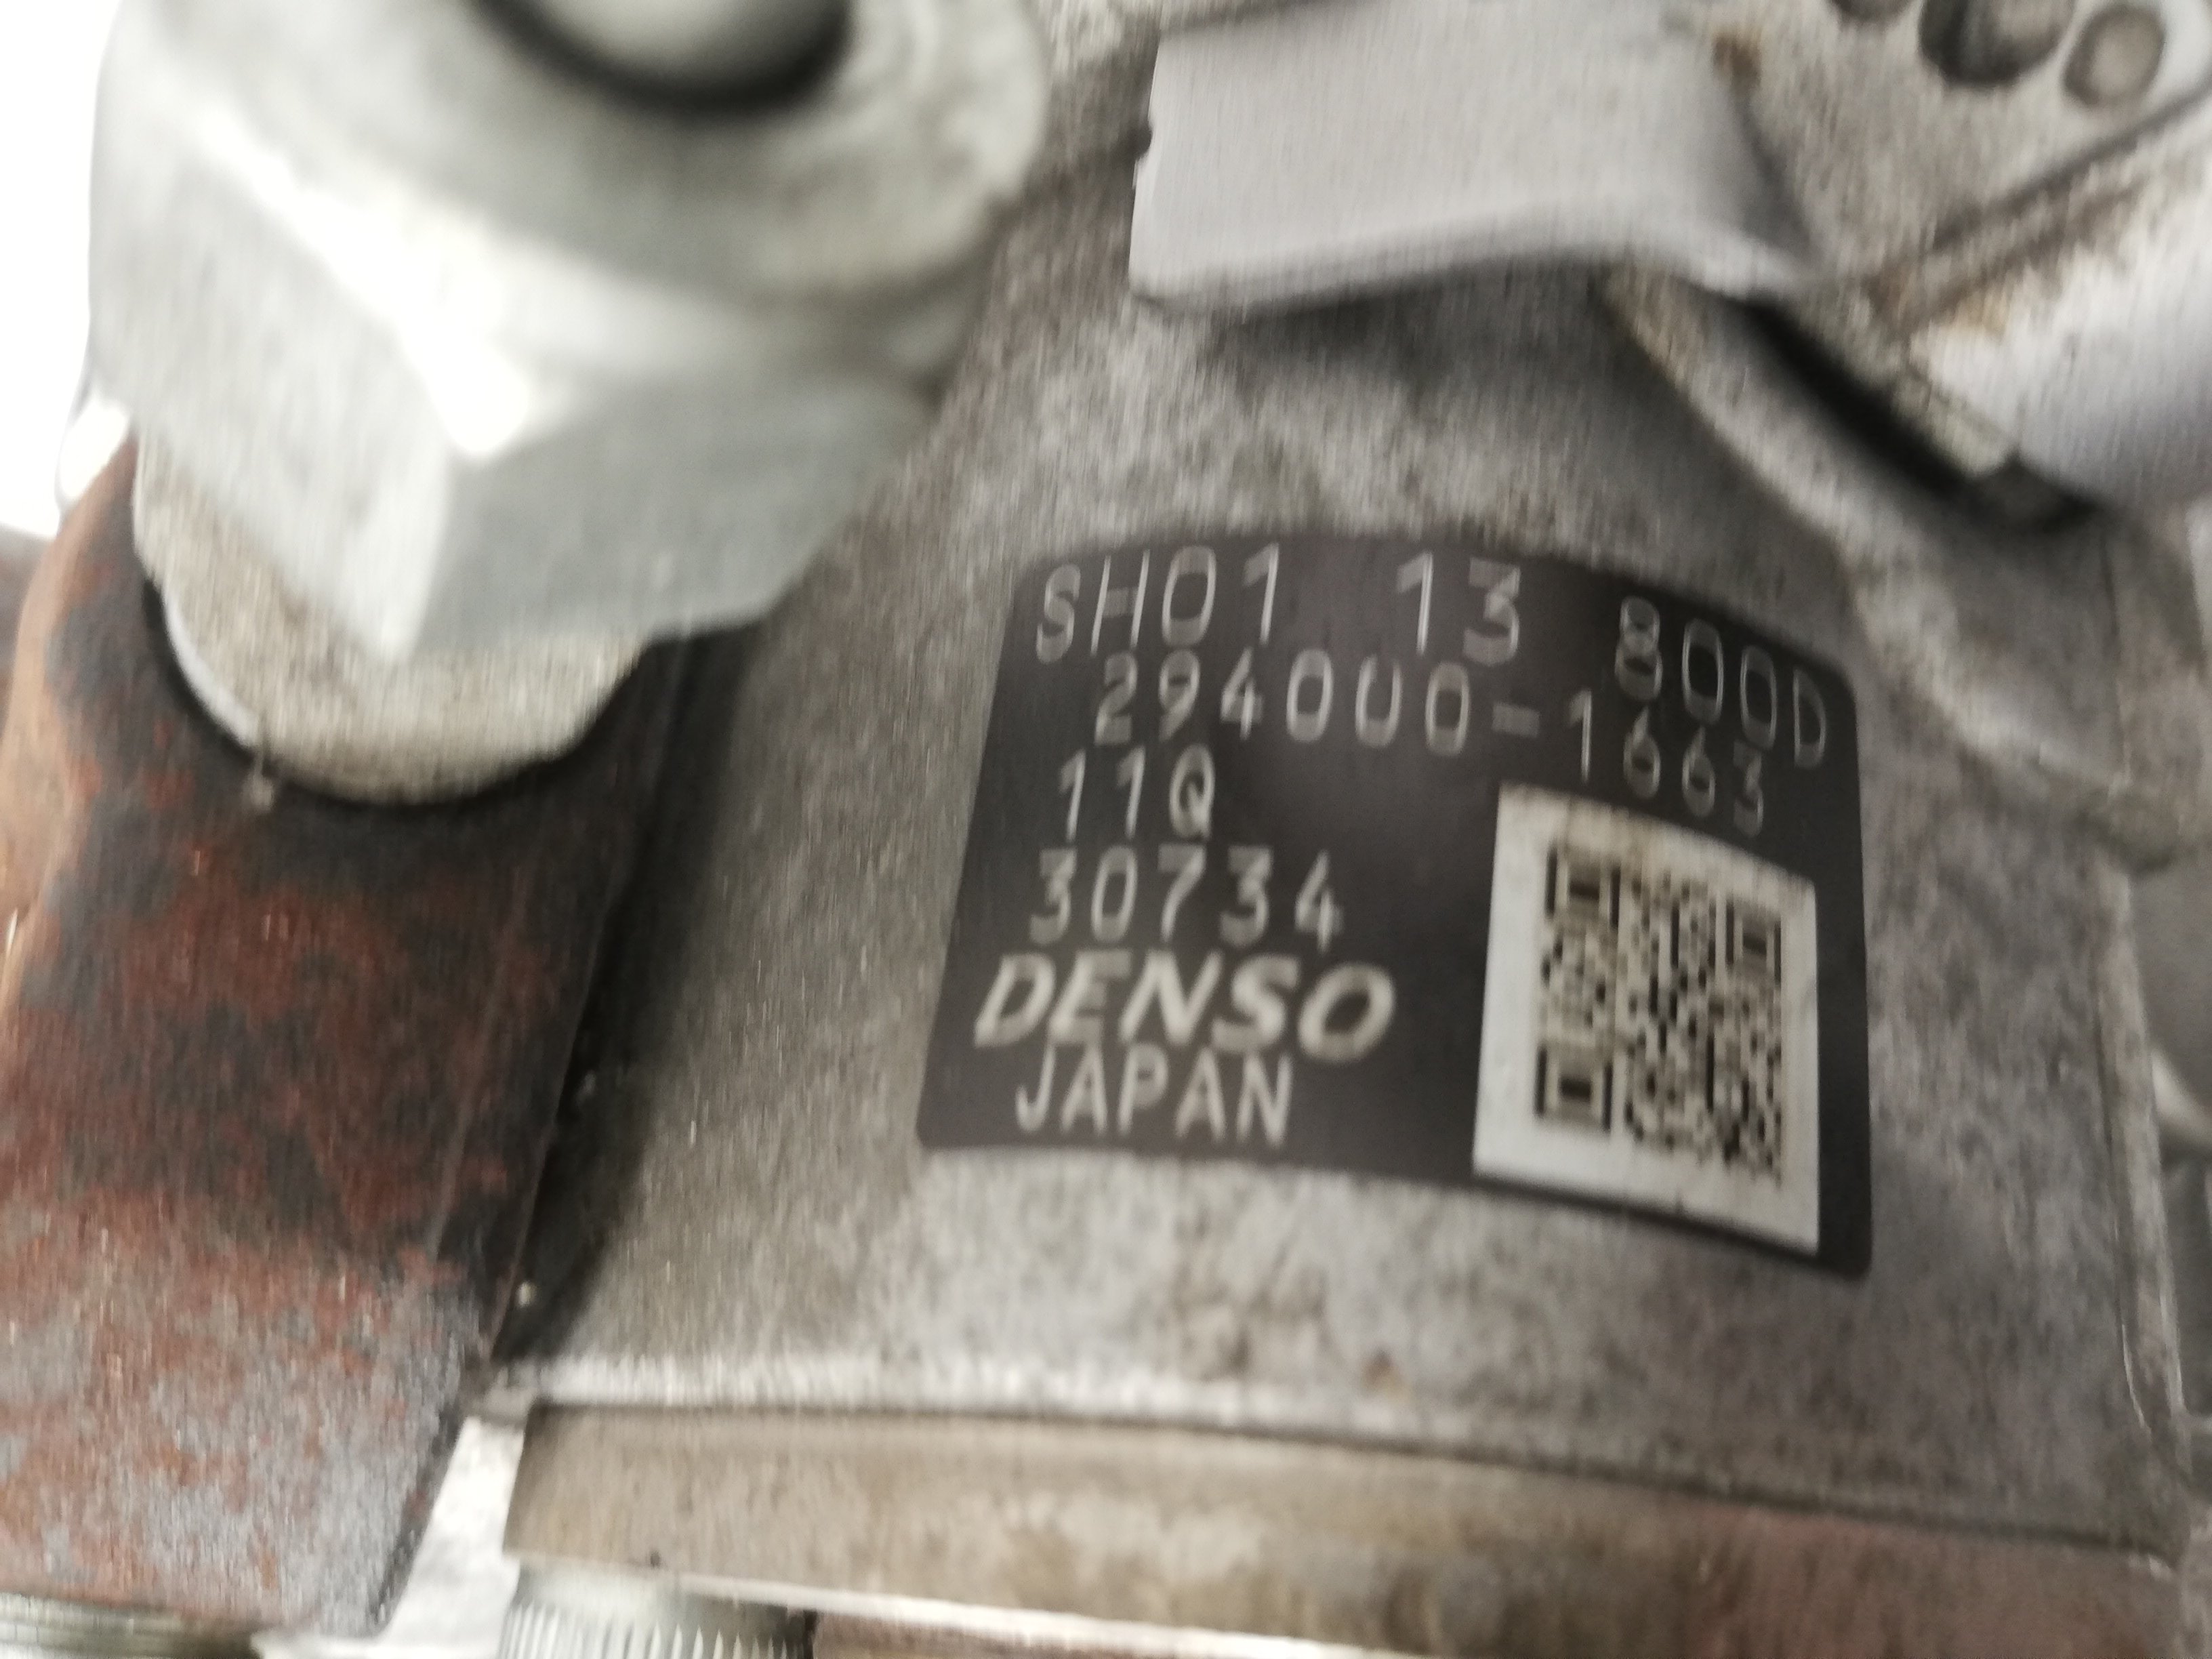 SH01 13 800D
294000-1663
11Q
30734
DENSO
JAPAN